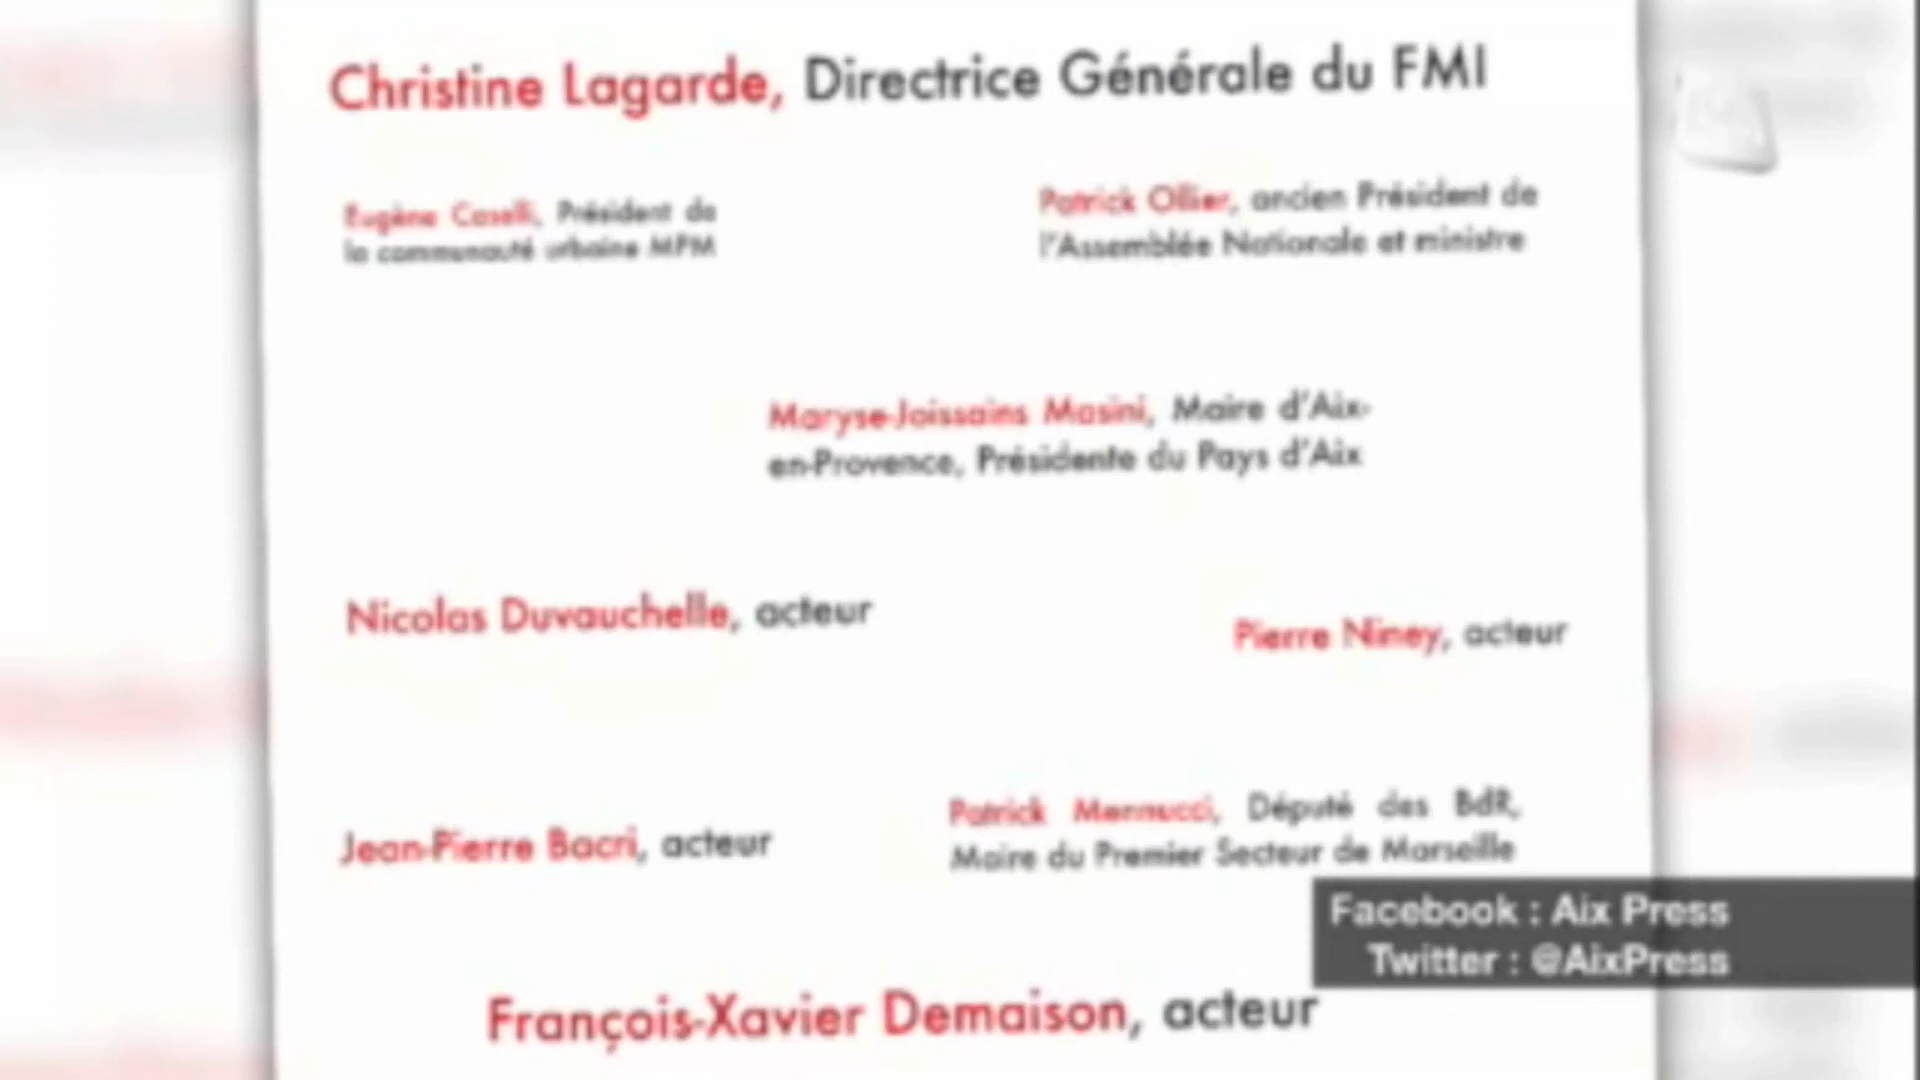 Christine Lagarde, Directrice Générale du FMI
Eugène Caselli, Président de
la communauté urbaine MPM
Patrick Ollier, ancien Président de
l'Assemblée Nationale et ministre
Maryse-Joissains Masini, Maire d'Aix-
en-Provence, Présidente du Pays d'Aix
Nicolas Duvauchelle, acteur
Pierre Niney, acteur
Jean-Pierre Bacri, acteur
Patrick Mennucci, Député des BdR,
Maire du Premier Secteur de Marseille
Facebook : Aix Press
Twitter : @AixPress
François-Xavier Demaison, acteur